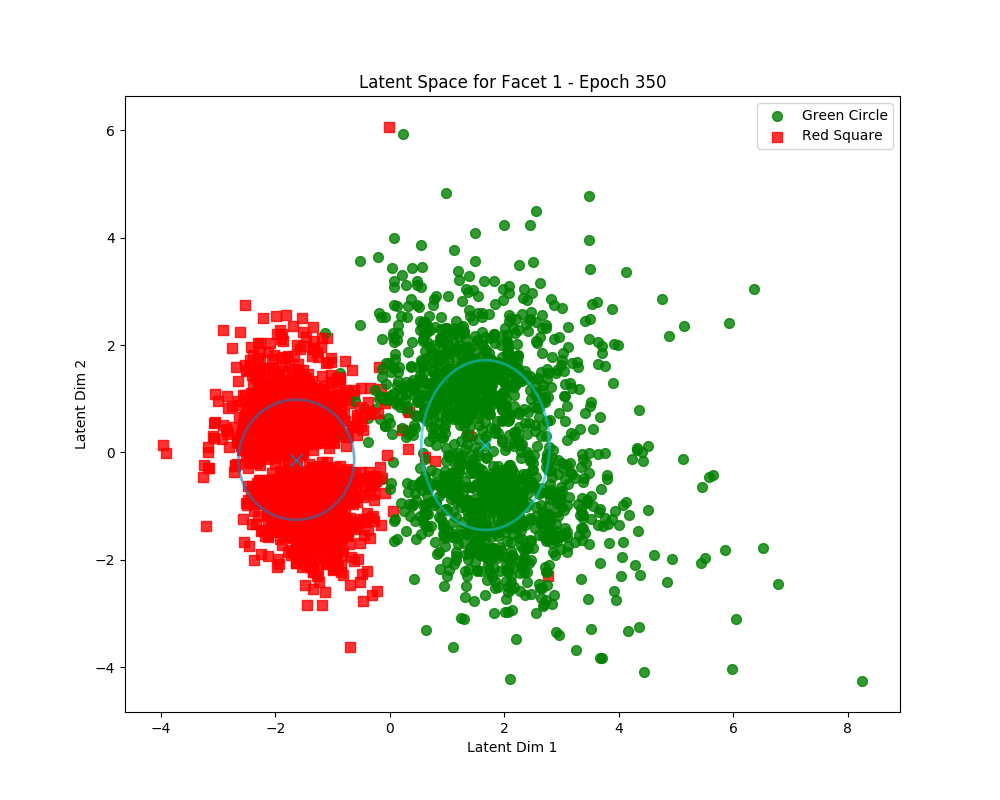 Latent Space for Facet 1 - Epoch 350
Green Circle
Red Square
Latent Dim 2
6
4
2
0
−2
−4
−4 −2 0 2 4 6 8
Latent Dim 1